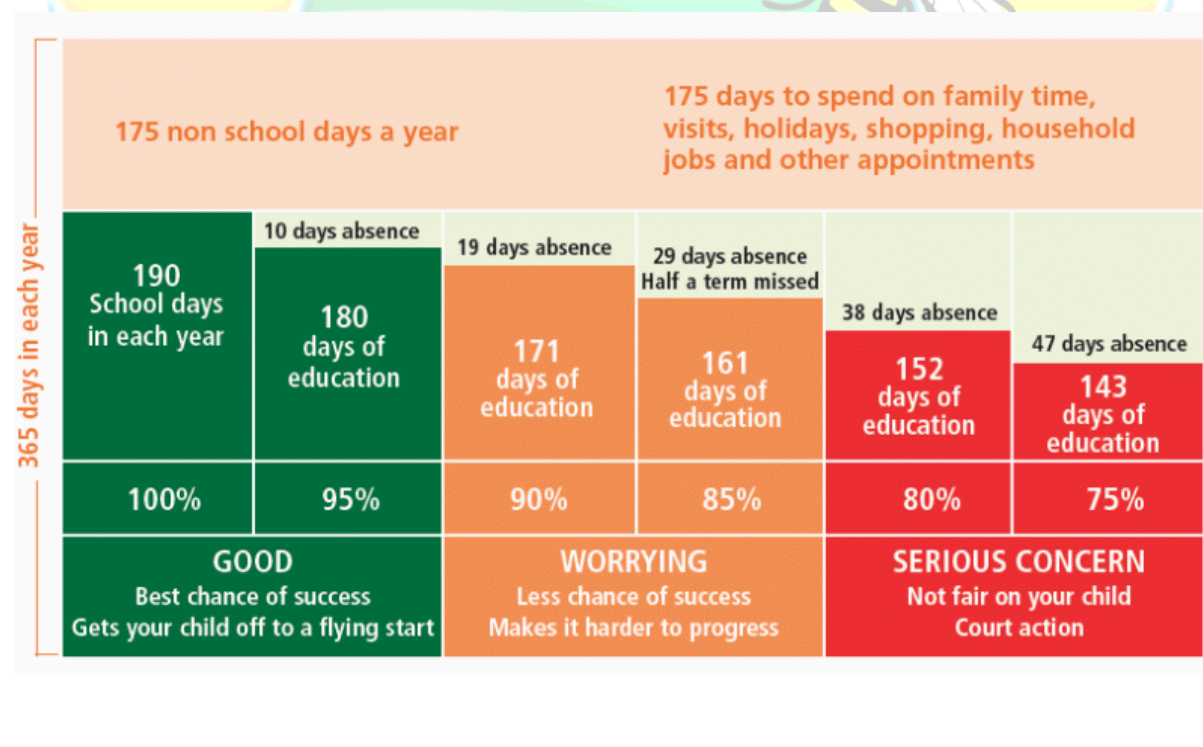 175 non school days a year
175 days to spend on family time,
visits, holidays, shopping, household
jobs and other appointments
365 days in each year
190
School days
in each year
10 days absence
180
days of
education
19 days absence
171
days of
education
29 days absence
Half a term missed
161
days of
education
38 days absence
152
days of
education
47 days absence
143
days of
education
100%
95%
90%
85%
80%
75%
GOOD
Best chance of success
Gets your child off to a flying start
WORRYING
Less chance of success
Makes it harder to progress
SERIOUS CONCERN
Not fair on your child
Court action